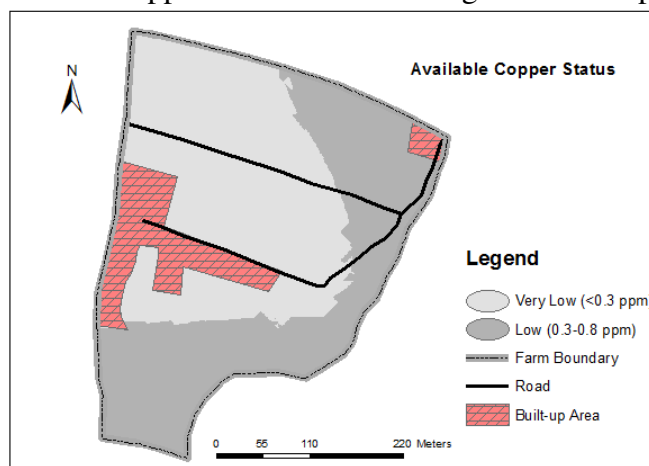 N
Available Copper Status
Legend
Very Low (<0.3 ppm
Low (0.3-0.8 ppm)
Farm Boundary
Road
Built-up Area
0 55 110 220 Meters